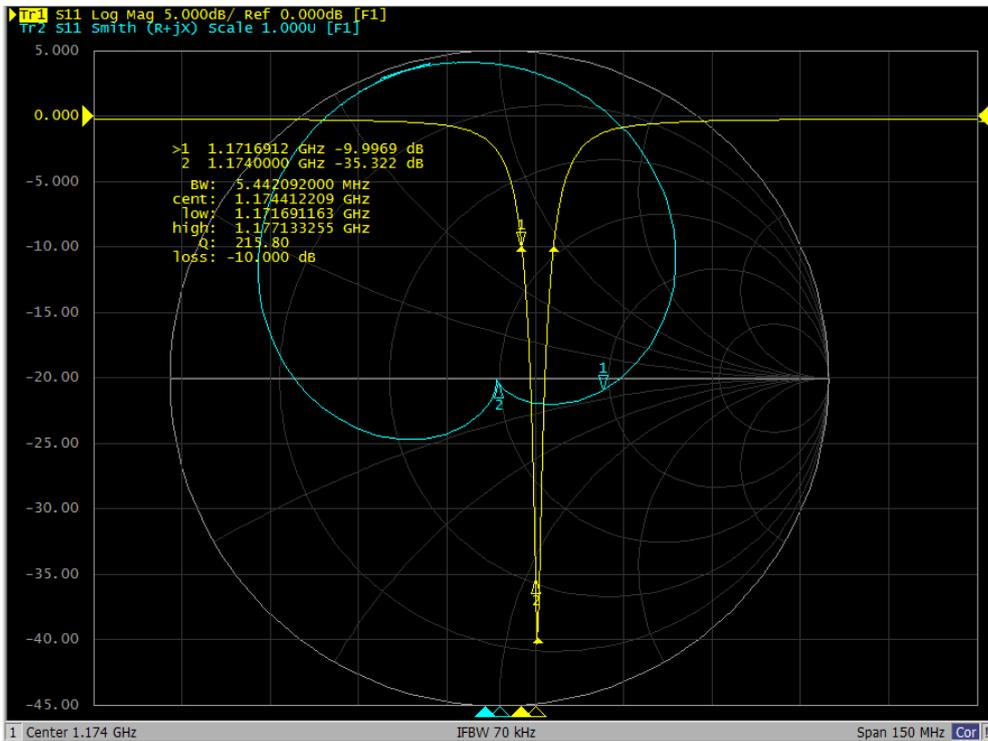 Tr1 S11 Log Mag 5.000dB/ Ref 0.000dB [F1]
Tr2 S11 Smith (R+jX) Scale 1.000U [F1]
5.000
0.000
>1 1.1716912 GHz -9.9969 dB
2 1.1740000 GHz -35.322 dB
-5.000
BW: 5.442092000 MHz
cent: 1.174412209 GHz
low: 1.171691163 GHz
high: 1.177133255 GHz
1
-10.00
Q: 215.80
loss: -10.000 dB
-15.00
1
-20.00
2
-25.00
-30.00
-35.00
2
-40.00
-45.00
1 Center 1.174 GHz IFBW 70 kHz Span 150 MHz Cor